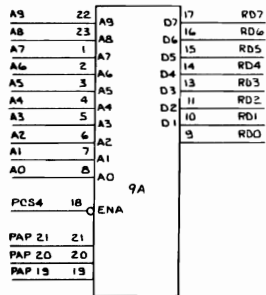 A9 22 A9 D7 17 RD7
A8 23 A8 D6 16 RD6
A7 1 A7 D5 15 RD5
A6 2 A6 D4 14 RD4
A5 3 A5 D3 13 RD3
A4 4 A4 D2 11 RD2
A3 5 A3 D1 10 RD1
A2 6 A2 9 RD0
A1 7 A1
A0 8 A0
9A
PCS4 18 ENA
PAP 21 21
PAP 20 20
PAP 19 19